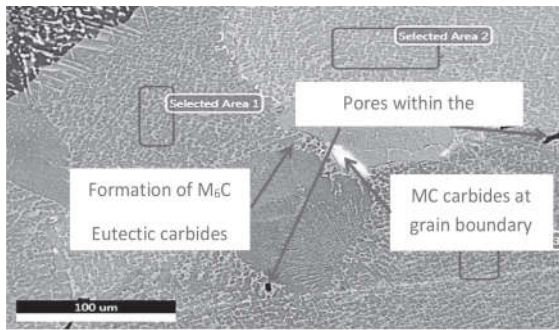 Selected Area 2
Selected Area 1
Pores within the
Formation of M₆C
Eutectic carbides
MC carbides at
grain boundary
100 um